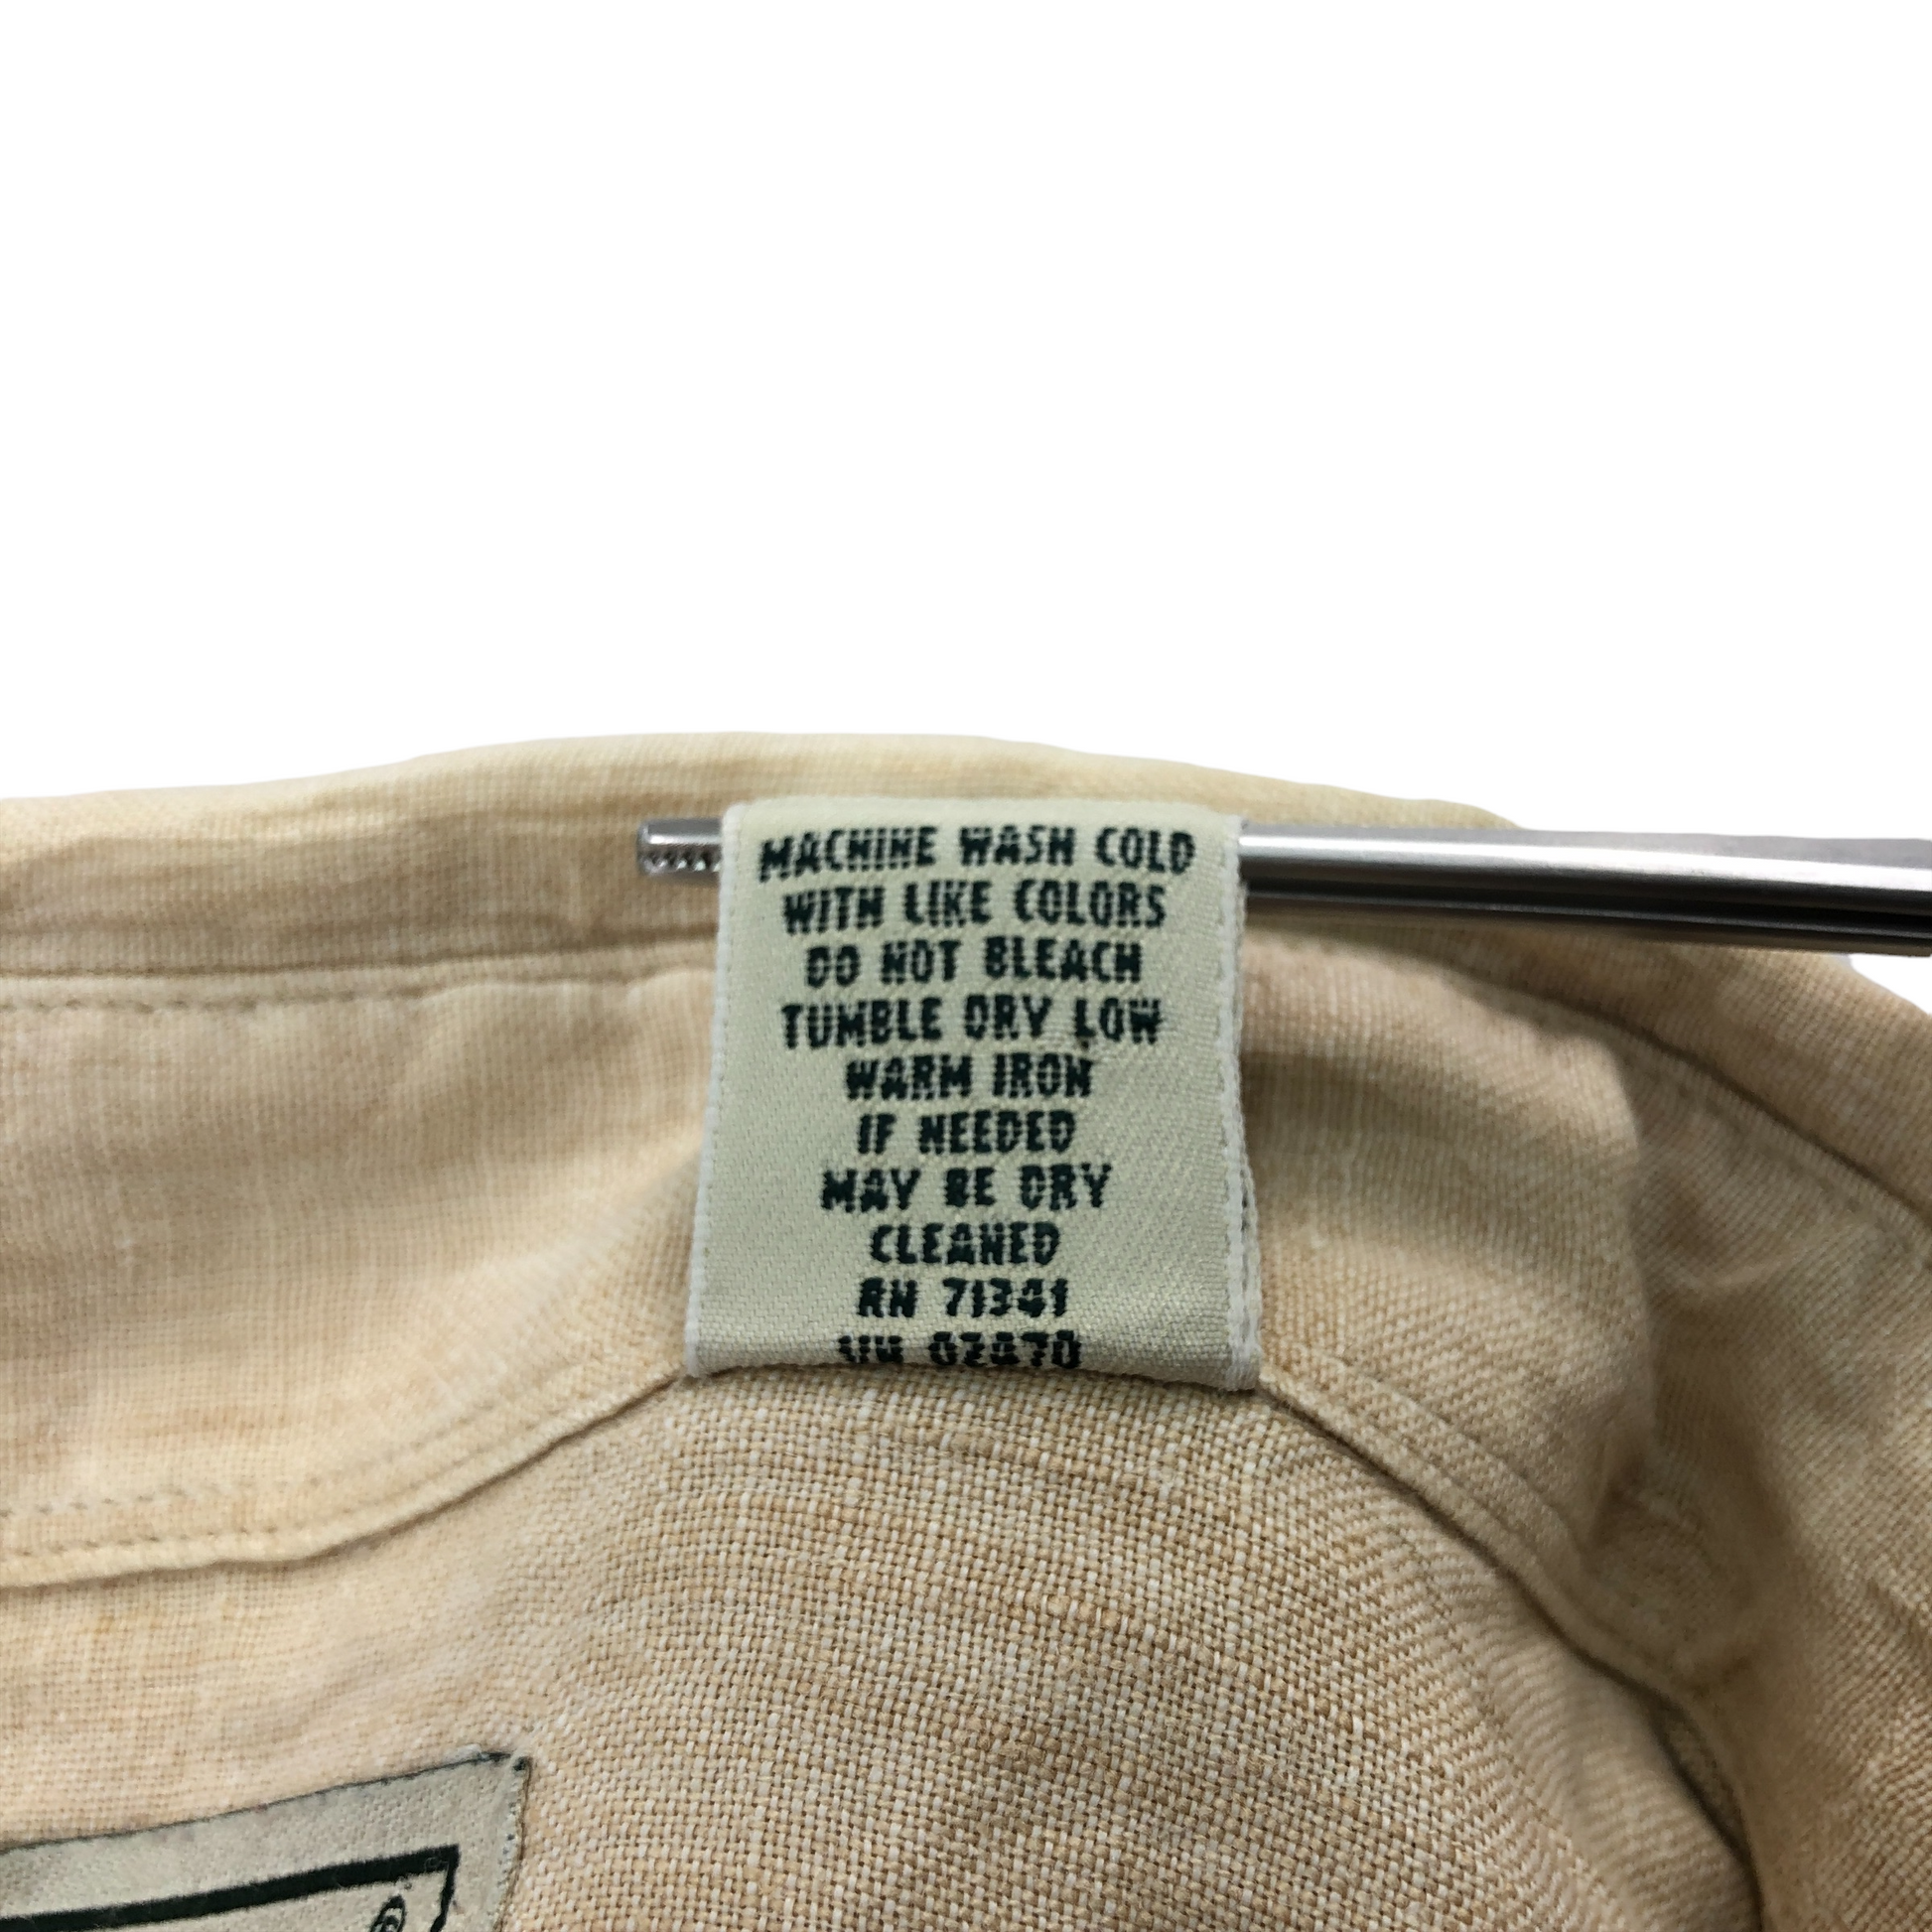 MACHINE WASH COLD
WITH LIKE COLORS
DO NOT BLEACH
TUMBLE DRY LOW
WARM IRON
IF NEEDED
MAY BE DRY
CLEANED
RN 71341
®